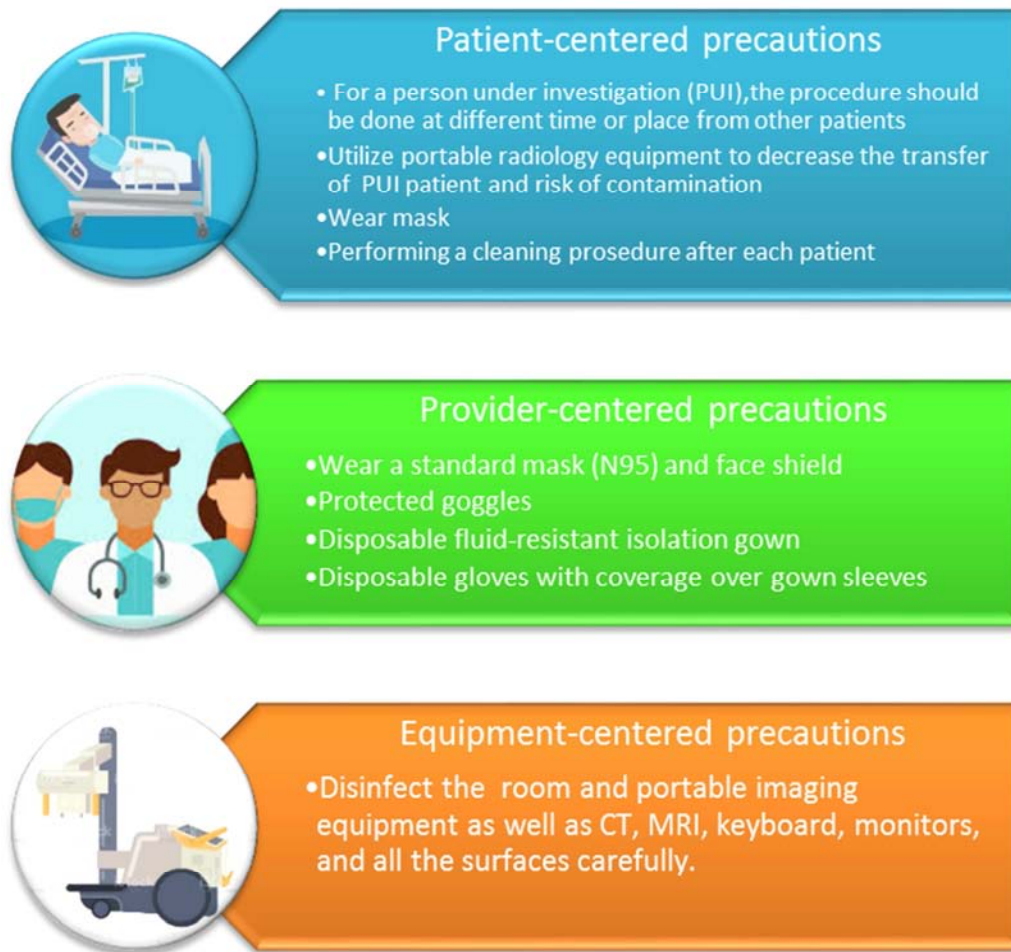 Patient-centered precautions
• For a person under investigation (PUI),the procedure should
be done at different time or place from other patients
•Utilize portable radiology equipment to decrease the transfer
of PUI patient and risk of contamination
•Wear mask
•Performing a cleaning prosedure after each patient
Provider-centered precautions
•Wear a standard mask (N95) and face shield
•Protected goggles
•Disposable fluid-resistant isolation gown
•Disposable gloves with coverage over gown sleeves
Equipment-centered precautions
•Disinfect the room and portable imaging
equipment as well as CT, MRI, keyboard, monitors,
and all the surfaces carefully.